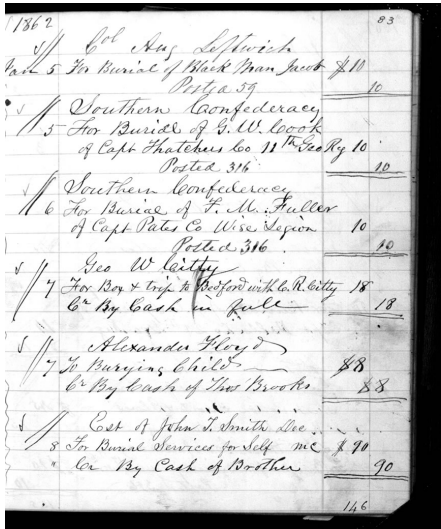 1862 83
Col Aug Leftwich
Jan 5 For Burial of Black Man Jacob $10
Posted 59 10
Southern Confederacy
5 For Burial of G. W. Cook
of Capt Thatchers Co 11th Geo Rg 10
Posted 316 10
Southern Confederacy
6 For Burial of F. M. Fuller
of Capt Pates Co Wise Legion 10
Posted 316 10
Geo W Citty
7 For Box & trip to Bedford with C. R. Citty 18
Cr By Cash in full 18
Alexander Floyd
7 To Burying Child $8
Cr By Cash of Thos Brooks $8
Est of John T. Smith Dec
8 For Burial Services for Self mc $90
" Cr By Cash of Brother 90
146